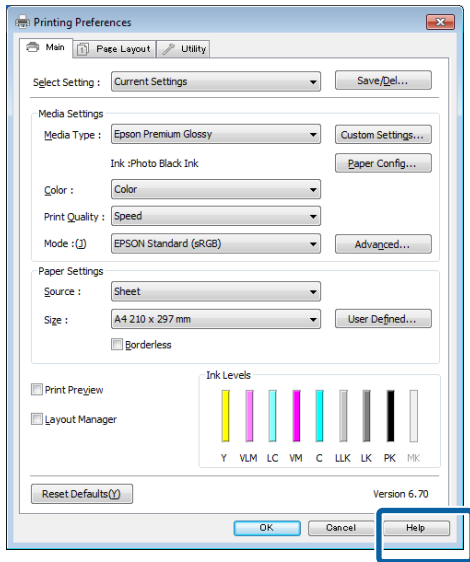 Printing Preferences
Main Page Layout Utility
Select Setting : Current Settings Save/Del...
Media Settings
Media Type : Epson Premium Glossy Custom Settings...
Ink :Photo Black Ink Paper Config...
Color : Color
Print Quality : Speed
Mode :(J) EPSON Standard (sRGB) Advanced...
Paper Settings
Source : Sheet
Size : A4 210 x 297 mm User Defined...
Borderless
Ink Levels
Print Preview
Layout Manager
Y VLM LC VM C LLK LK PK MK
Reset Defaults(Y) Version 6.70
OK Cancel Help